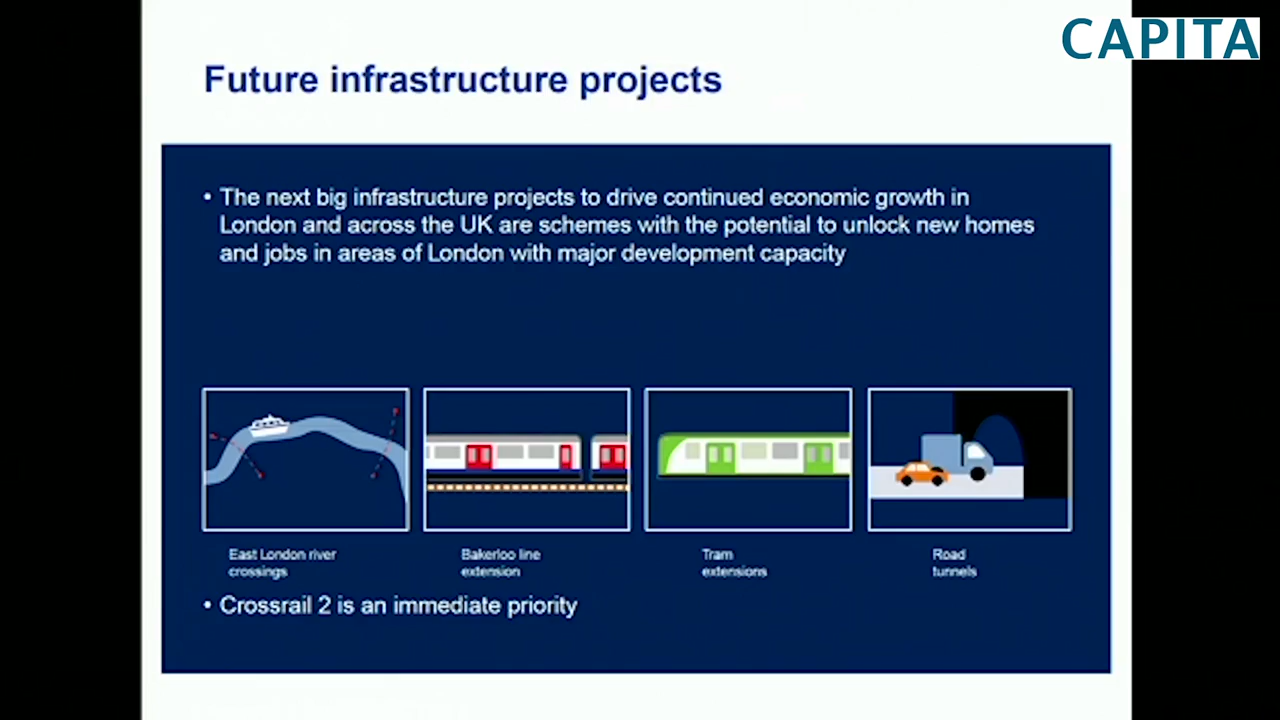 CAPITA
Future infrastructure projects
• The next big infrastructure projects to drive continued economic growth in
London and across the UK are schemes with the potential to unlock new homes
and jobs in areas of London with major development capacity
East London river
crossings
Bakerloo line
extension
Tram
extensions
Road
tunnels
• Crossrail 2 is an immediate priority